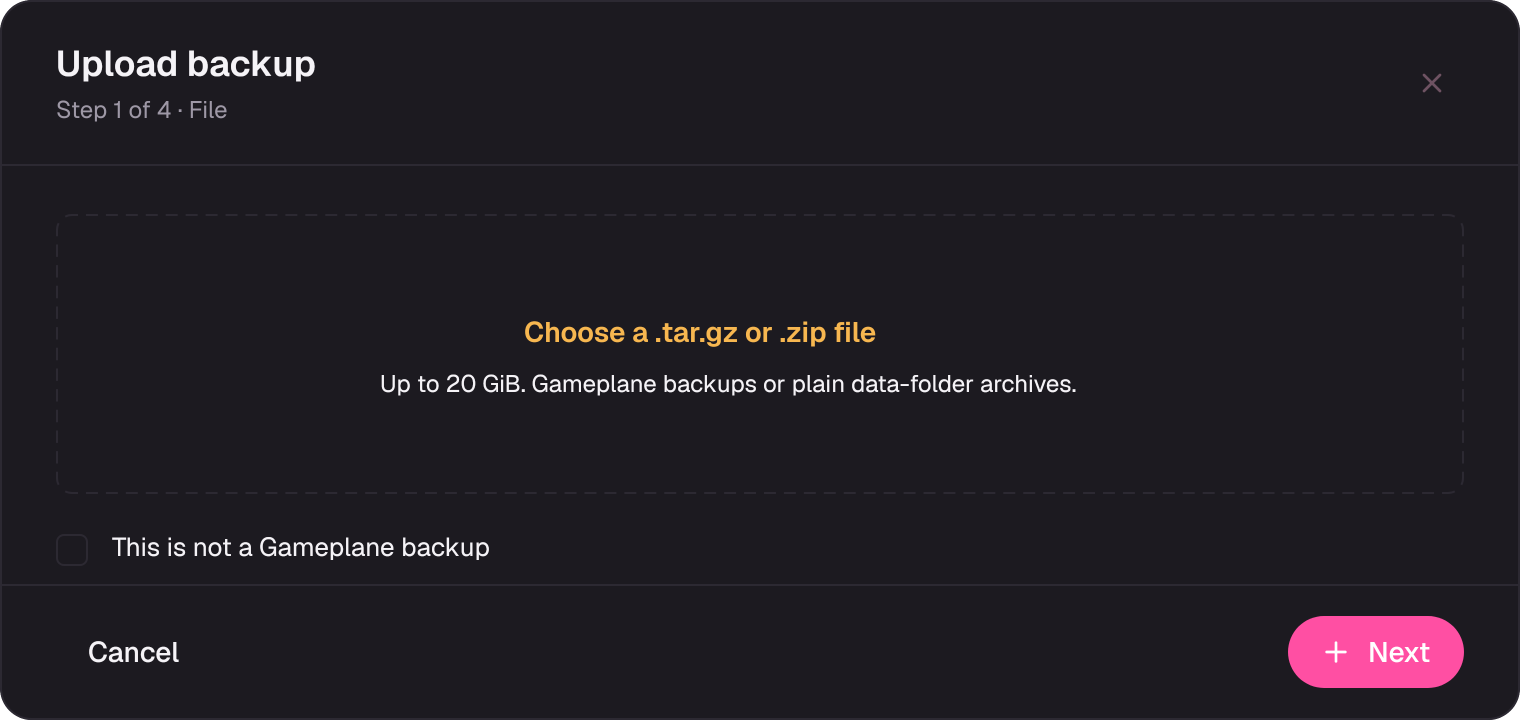 Upload backup
Step 1 of 4 · File
Choose a .tar.gz or .zip file
Up to 20 GiB. Gameplane backups or plain data-folder archives.
This is not a Gameplane backup
Cancel
Next